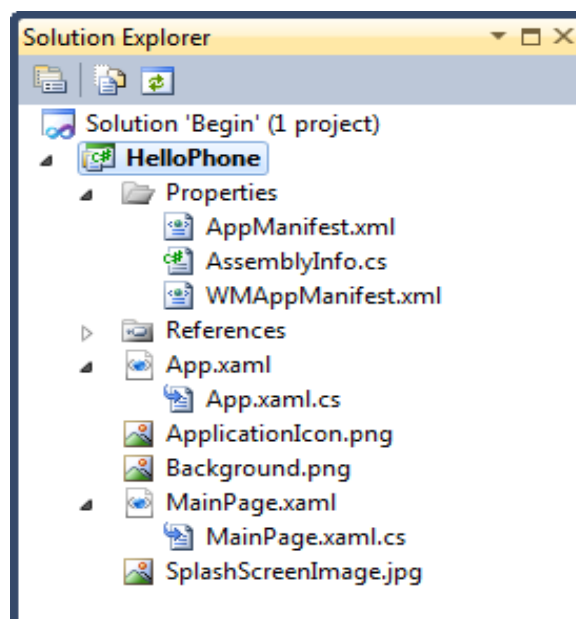 Solution Explorer
Solution 'Begin' (1 project)
HelloPhone
Properties
AppManifest.xml
AssemblyInfo.cs
WMAppManifest.xml
References
App.xaml
App.xaml.cs
ApplicationIcon.png
Background.png
MainPage.xaml
MainPage.xaml.cs
SplashScreenImage.jpg